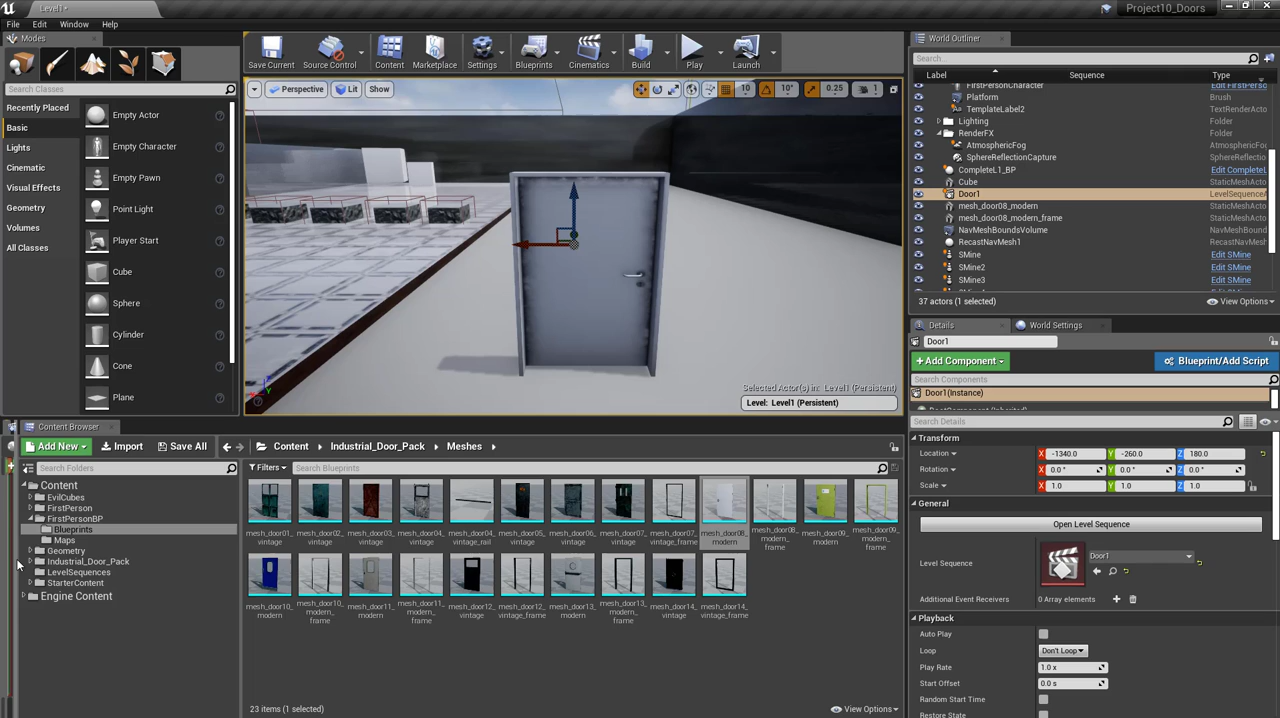 Level1
Project10_Doors
File Edit Window Help
Modes
Search Classes
Recently Placed
Basic
Lights
Cinematic
Visual Effects
Geometry
Volumes
All Classes
Empty Actor
Empty Character
Empty Pawn
Point Light
Player Start
Cube
Sphere
Cylinder
Cone
Plane
Save Current Source Control Content Marketplace Settings Blueprints Cinematics Build Play Launch
Perspective Lit Show 10 10° 0.25 1
Selected Actor(s) in: Level1 (Persistent)
Level: Level1 (Persistent)
World Outliner
Search...
Label Sequence Type
FirstPersonCharacter Edit FirstPerso
Platform Brush
TemplateLabel2 TextRenderAc
Lighting Folder
RenderFX Folder
AtmosphericFog AtmosphericFog
SphereReflectionCapture SphereReflectio
CompleteL1_BP Edit CompleteL
Cube StaticMeshActo
Door1 LevelSequenceA
mesh_door08_modern StaticMeshActo
mesh_door08_modern_frame StaticMeshActo
NavMeshBoundsVolume NavMeshBound
RecastNavMesh1 RecastNavMesh
SMine Edit SMine
SMine2 Edit SMine
SMine3 Edit SMine
37 actors (1 selected) View Options
Details World Settings
Door1
Add Component Blueprint/Add Script
Search Components
Door1(Instance)
Search Details
Transform
Location X -1340.0 Y -260.0 Z 180.0
Rotation X 0.0 ° Y 0.0 ° Z 0.0 °
Scale X 1.0 Y 1.0 Z 1.0
General
Open Level Sequence
Level Sequence Door1
Additional Event Receivers 0 Array elements
Playback
Auto Play
Loop Don't Loop
Play Rate 1.0 x
Start Offset 0.0 s
Random Start Time
Restore State
Content Browser
Add New Import Save All Content Industrial_Door_Pack Meshes
Search Folders Filters Search Blueprints
Content
EvilCubes
FirstPerson
FirstPersonBP
Blueprints
Maps
Geometry
Industrial_Door_Pack
LevelSequences
StarterContent
Engine Content
mesh_door01_vintage
mesh_door02_vintage
mesh_door03_vintage
mesh_door04_vintage
mesh_door04_vintage_rail
mesh_door05_vintage
mesh_door06_vintage
mesh_door07_vintage
mesh_door07_vintage_frame
mesh_door08_modern
mesh_door08_modern_frame
mesh_door09_modern
mesh_door09_modern_frame
mesh_door10_modern
mesh_door10_modern_frame
mesh_door11_modern
mesh_door11_modern_frame
mesh_door12_vintage
mesh_door12_vintage_frame
mesh_door13_modern
mesh_door13_modern_frame
mesh_door14_vintage
mesh_door14_vintage_frame
23 items (1 selected) View Options